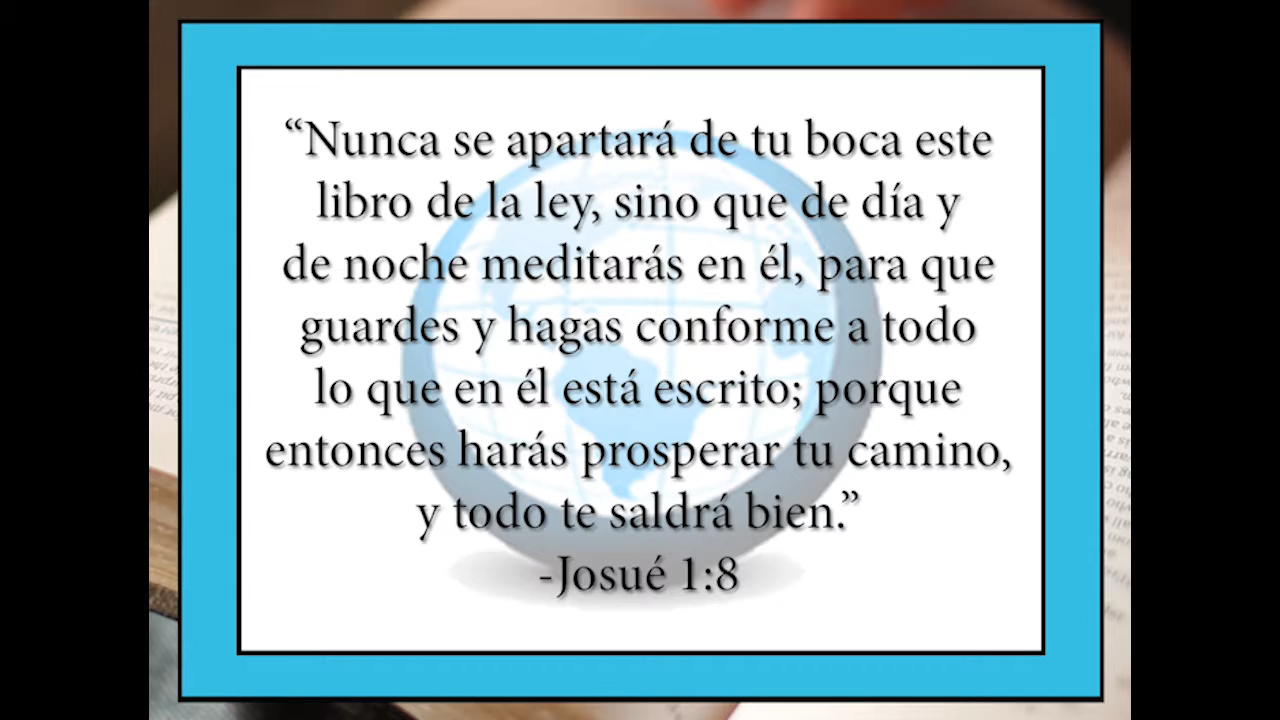 “Nunca se apartará de tu boca este
libro de la ley, sino que de día y
de noche meditarás en él, para que
guardes y hagas conforme a todo
lo que en él está escrito; porque
entonces harás prosperar tu camino,
y todo te saldrá bien.”
-Josué 1:8